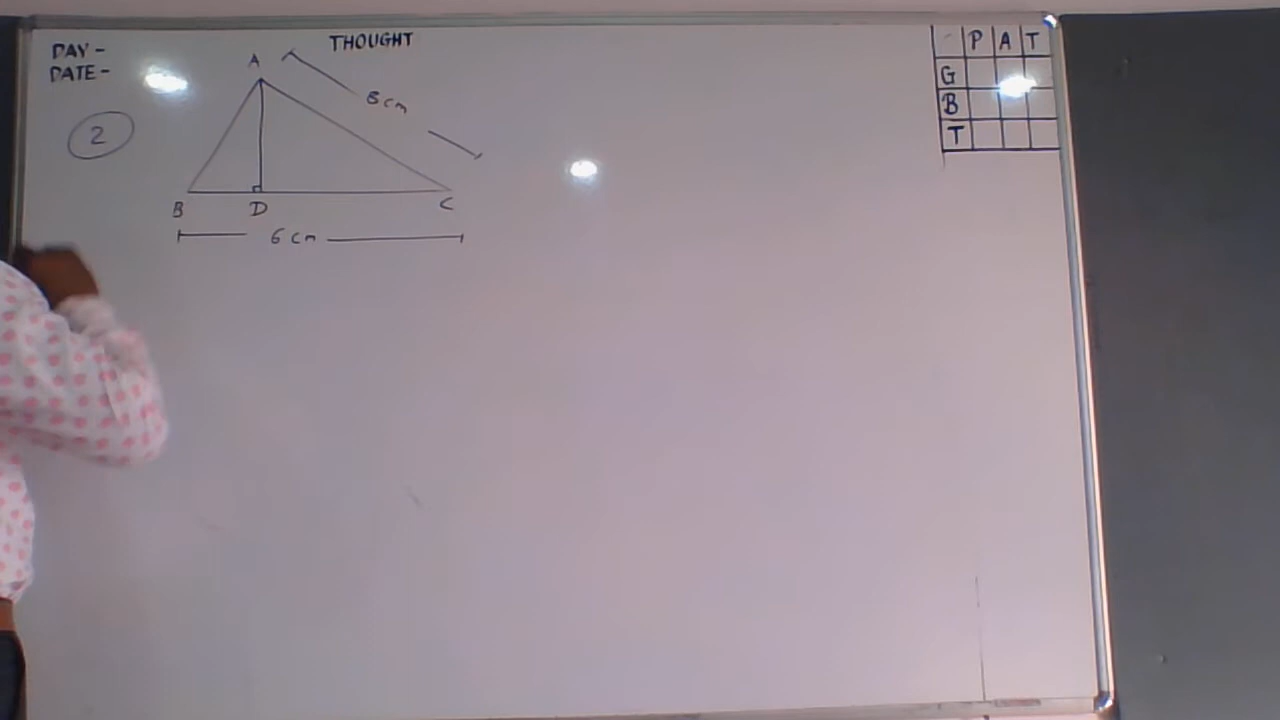 DAY -
DATE -
THOUGHT
P A T
G
B
T
2
A
8 cm
B D C
6 cm